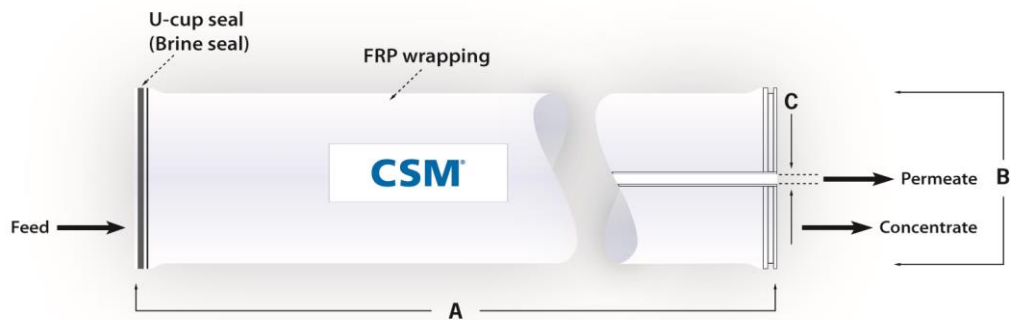 U-cup seal
(Brine seal)
FRP wrapping
C
CSM®
Permeate
B
Feed
Concentrate
A